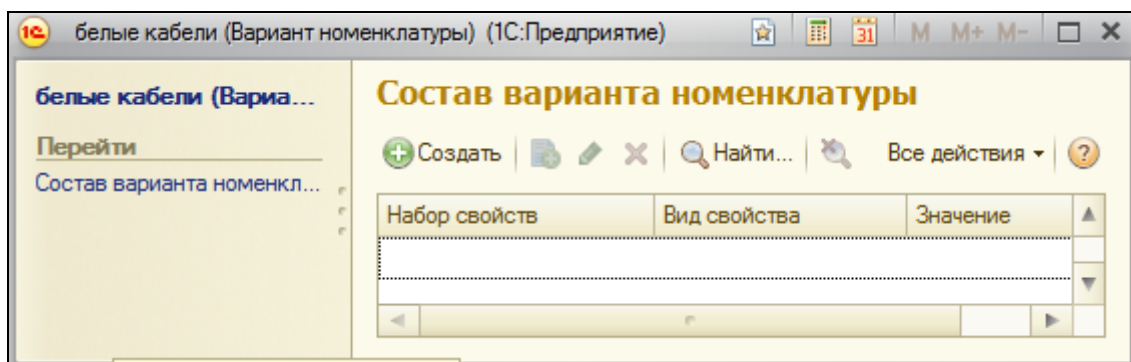 белые кабели (Вариант номенклатуры) (1С:Предприятие)
31 M M+ M-
белые кабели (Вариа...
Перейти
Состав варианта номенкл...
Состав варианта номенклатуры
Создать Найти... Все действия
Набор свойств Вид свойства Значение